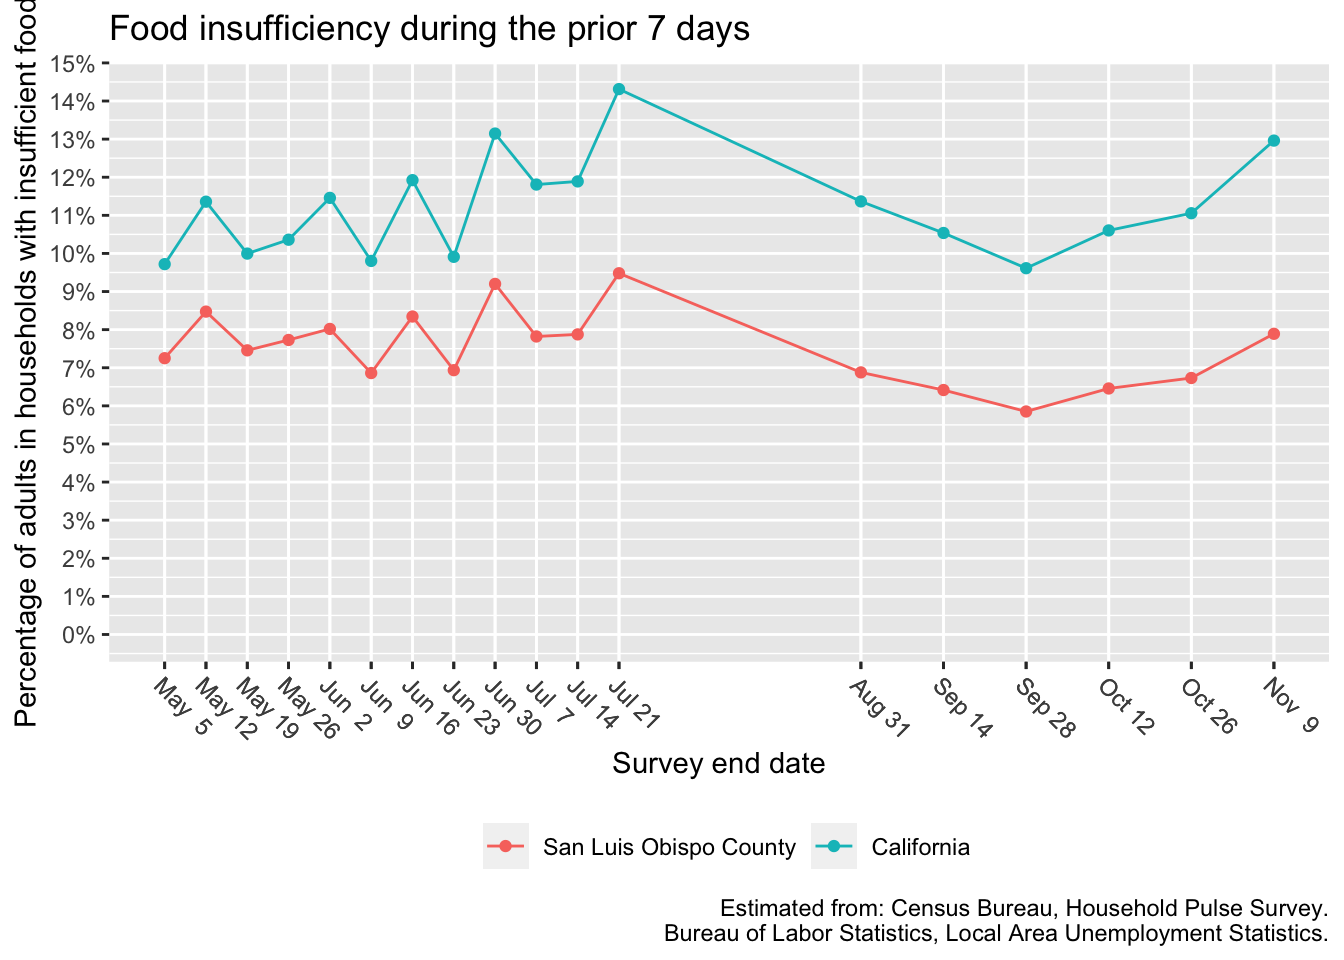 Food insufficiency during the prior 7 days
Percentage of adults in households with insufficient food
15%
14%
13%
12%
11%
10%
9%
8%
7%
6%
5%
4%
3%
2%
1%
0%
May 5
May 12
May 19
May 26
Jun 2
Jun 9
Jun 16
Jun 23
Jun 30
Jul 7
Jul 14
Jul 21
Aug 31
Sep 14
Sep 28
Oct 12
Oct 26
Nov 9
Survey end date
San Luis Obispo County
California
Estimated from: Census Bureau, Household Pulse Survey.
Bureau of Labor Statistics, Local Area Unemployment Statistics.